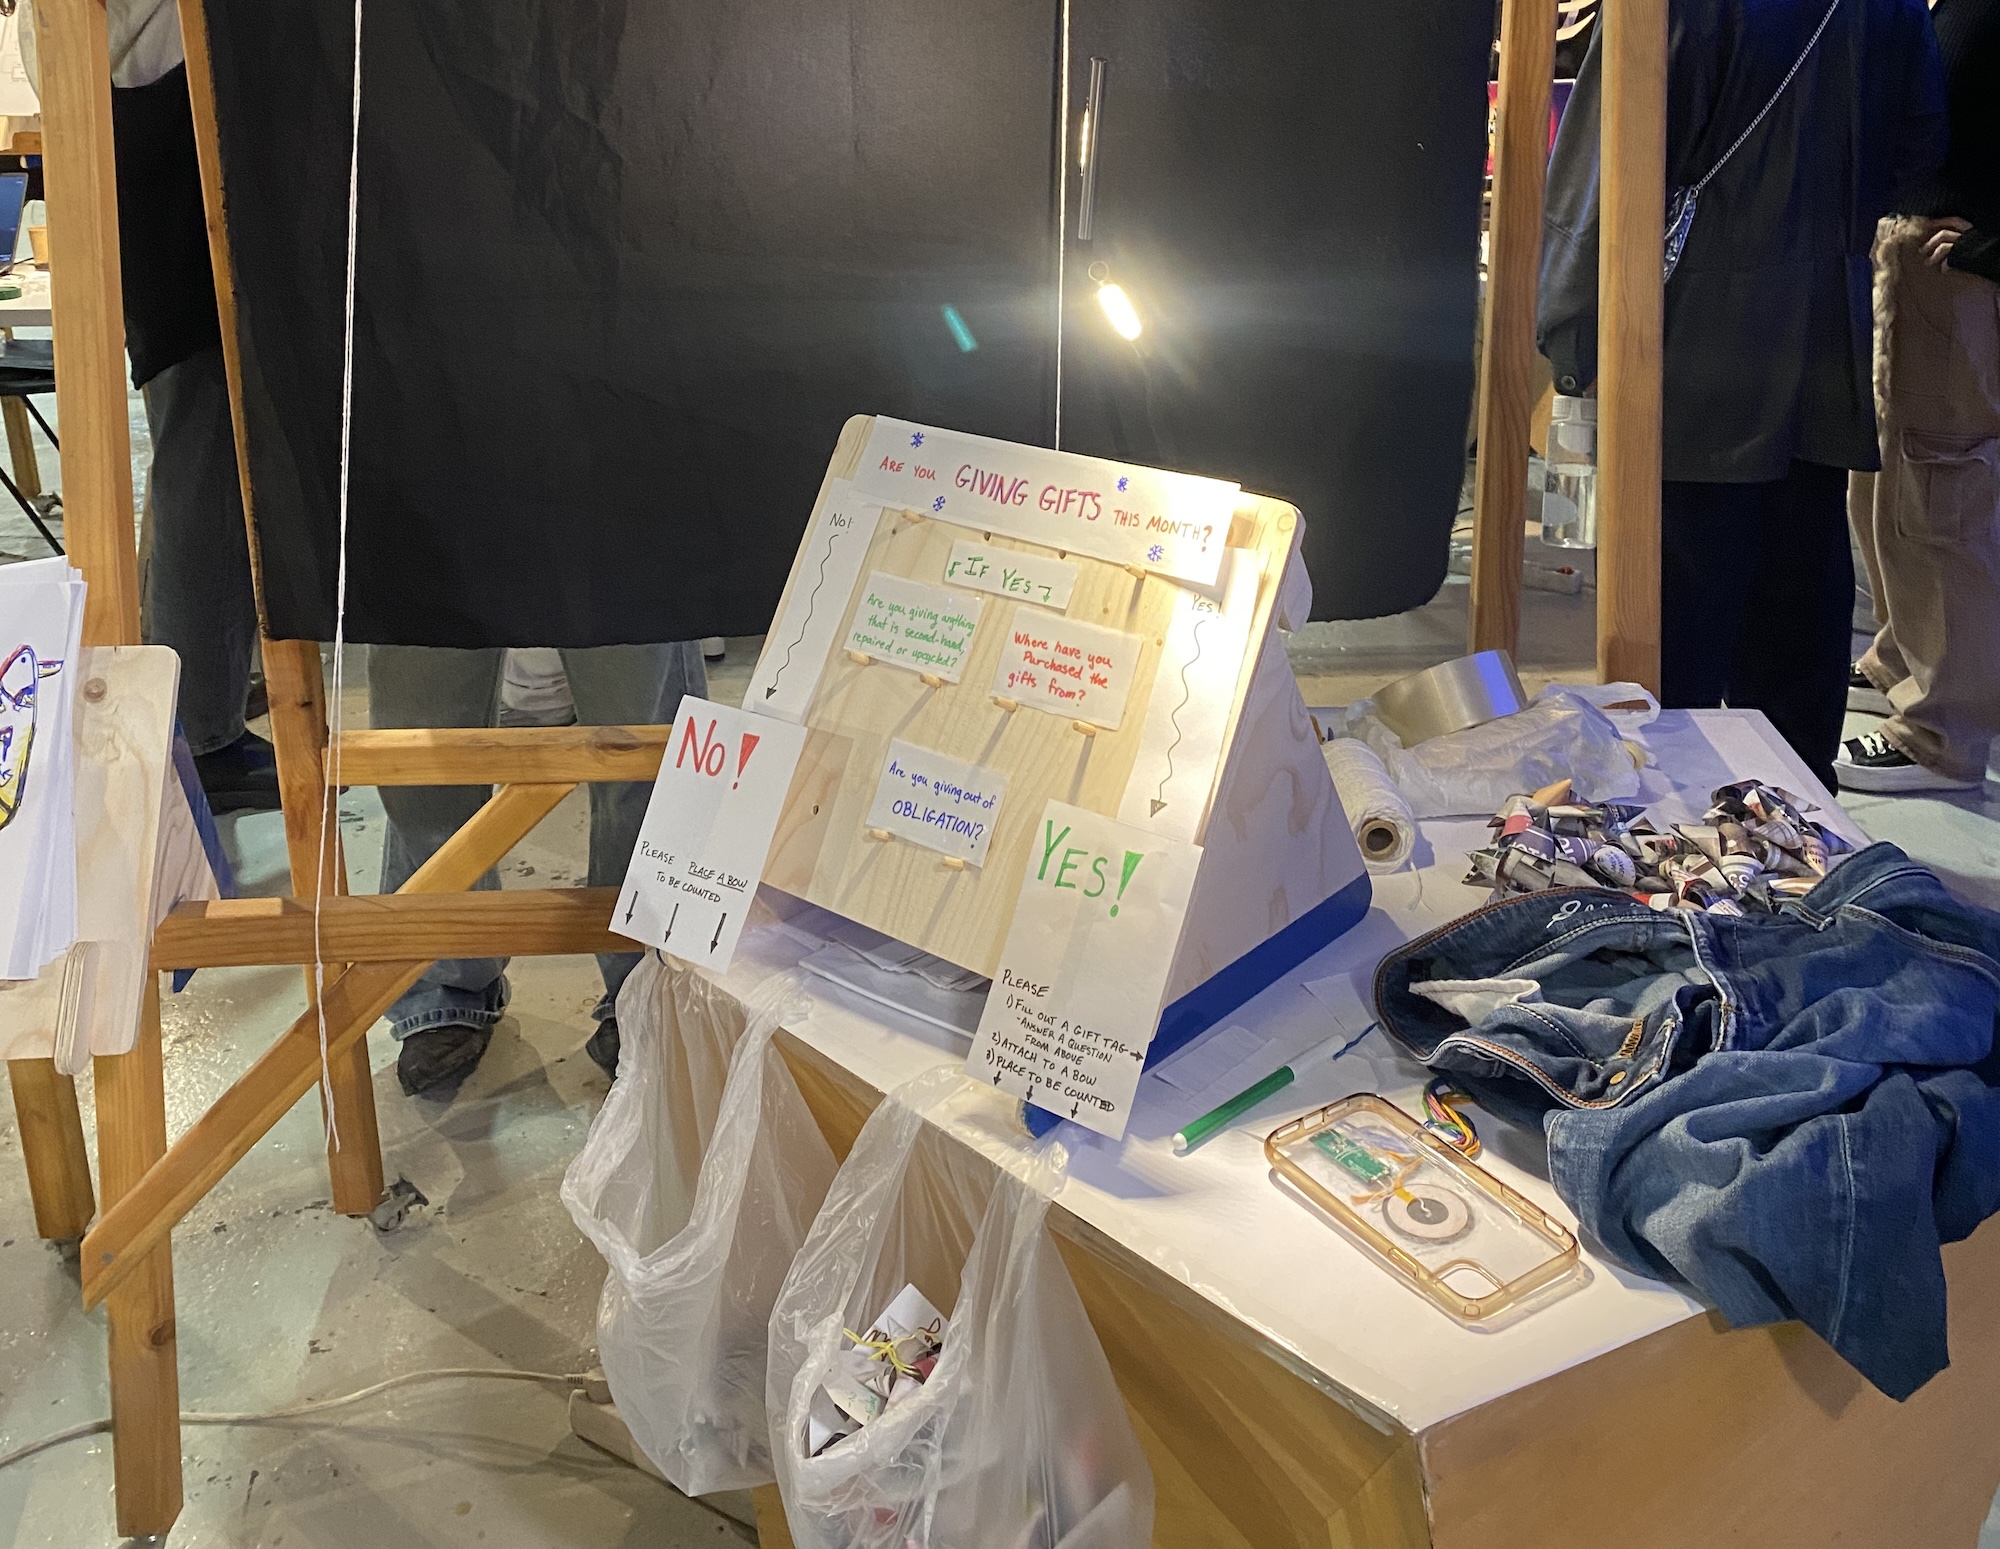 ARE YOU GIVING GIFTS THIS MONTH?
No!
IF YES
Yes!
Are you giving anything
that is second-hand,
repaired or upcycled?
Where have you
Purchased the
gifts from?
Are you giving out of
OBLIGATION?
No!
PLEASE PLACE A BOW
TO BE COUNTED
YES!
PLEASE
1) FILL OUT A GIFT TAG
- ANSWER A QUESTION
FROM ABOVE
2) ATTACH TO A BOW
3) PLACE TO BE COUNTED